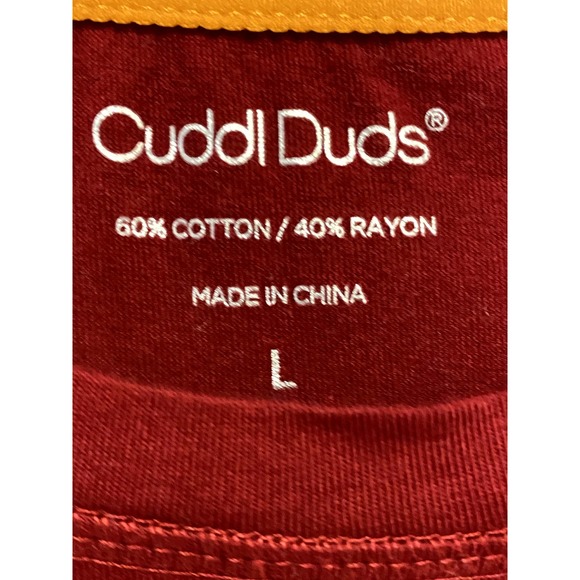 Cuddl Duds®
60% COTTON / 40% RAYON
MADE IN CHINA
L